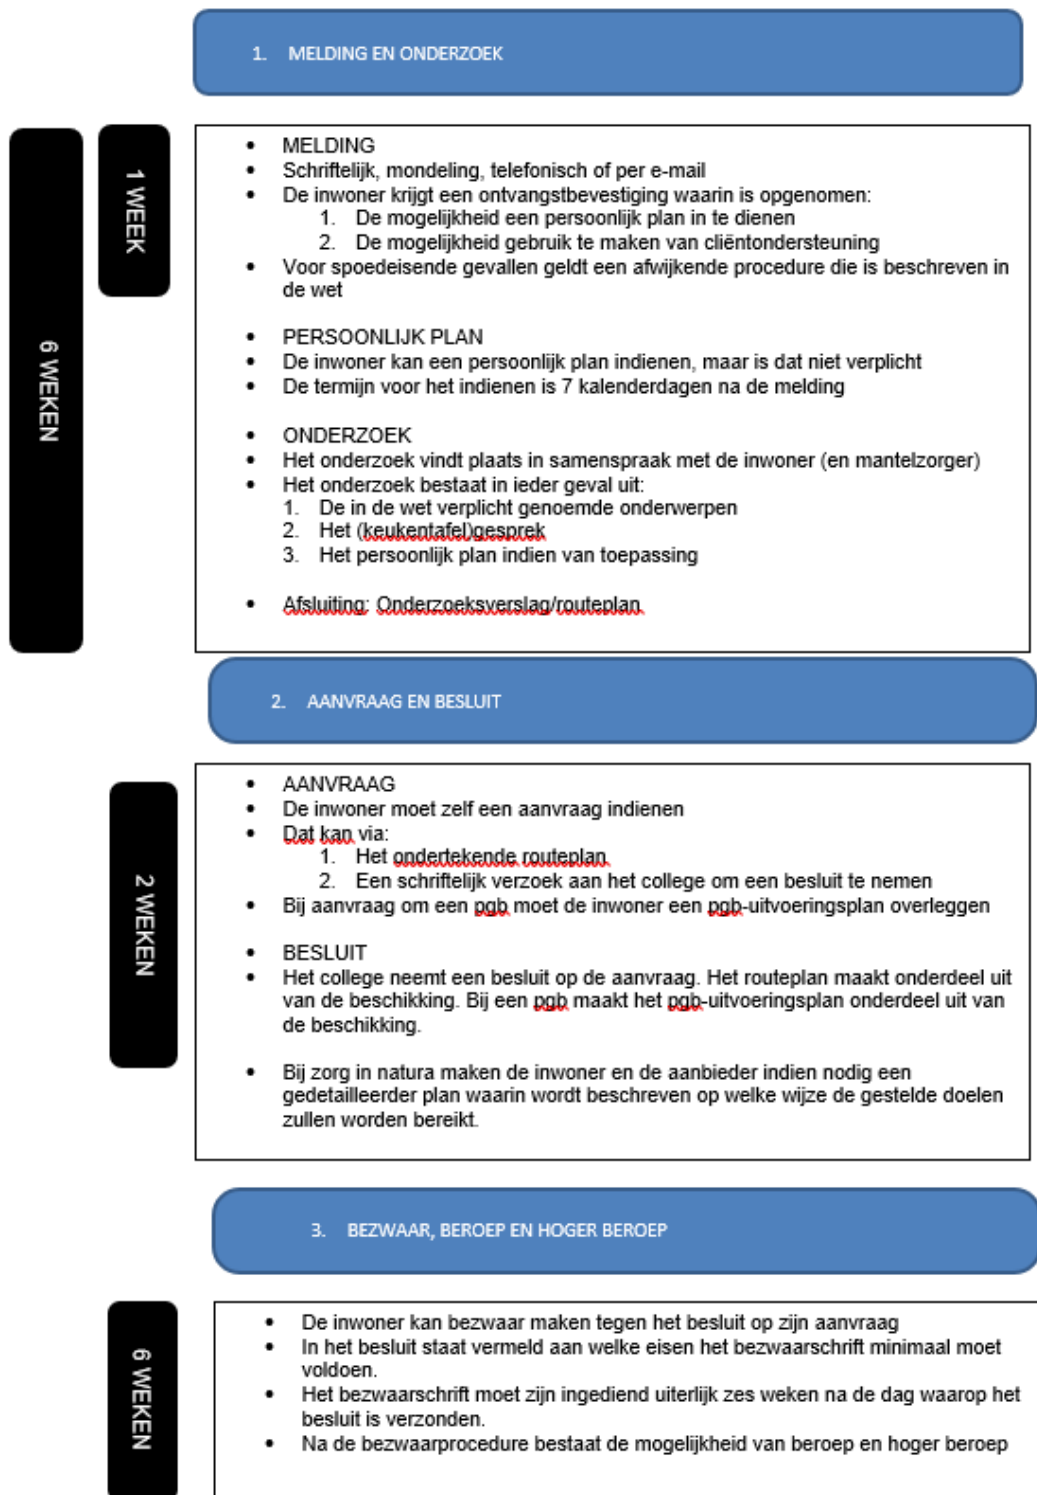 1. MELDING EN ONDERZOEK
6 WEKEN
1 WEEK
• MELDING
• Schriftelijk, mondeling, telefonisch of per e-mail
• De inwoner krijgt een ontvangstbevestiging waarin is opgenomen:
1. De mogelijkheid een persoonlijk plan in te dienen
2. De mogelijkheid gebruik te maken van cliëntondersteuning
• Voor spoedeisende gevallen geldt een afwijkende procedure die is beschreven in
de wet
• PERSOONLIJK PLAN
• De inwoner kan een persoonlijk plan indienen, maar is dat niet verplicht
• De termijn voor het indienen is 7 kalenderdagen na de melding
• ONDERZOEK
• Het onderzoek vindt plaats in samenspraak met de inwoner (en mantelzorger)
• Het onderzoek bestaat in ieder geval uit:
1. De in de wet verplicht genoemde onderwerpen
2. Het (keukentafel)gesprek
3. Het persoonlijk plan indien van toepassing
• Afsluiting: Onderzoeksverslag/routeplan
2. AANVRAAG EN BESLUIT
2 WEKEN
• AANVRAAG
• De inwoner moet zelf een aanvraag indienen
• Dat kan via:
1. Het ondertekende routeplan
2. Een schriftelijk verzoek aan het college om een besluit te nemen
• Bij aanvraag om een pgb moet de inwoner een pgb-uitvoeringsplan overleggen
• BESLUIT
• Het college neemt een besluit op de aanvraag. Het routeplan maakt onderdeel uit
van de beschikking. Bij een pgb maakt het pgb-uitvoeringsplan onderdeel uit van
de beschikking.
• Bij zorg in natura maken de inwoner en de aanbieder indien nodig een
gedetailleerder plan waarin wordt beschreven op welke wijze de gestelde doelen
zullen worden bereikt.
3. BEZWAAR, BEROEP EN HOGER BEROEP
6 WEKEN
• De inwoner kan bezwaar maken tegen het besluit op zijn aanvraag
• In het besluit staat vermeld aan welke eisen het bezwaarschrift minimaal moet
voldoen.
• Het bezwaarschrift moet zijn ingediend uiterlijk zes weken na de dag waarop het
besluit is verzonden.
• Na de bezwaarprocedure bestaat de mogelijkheid van beroep en hoger beroep